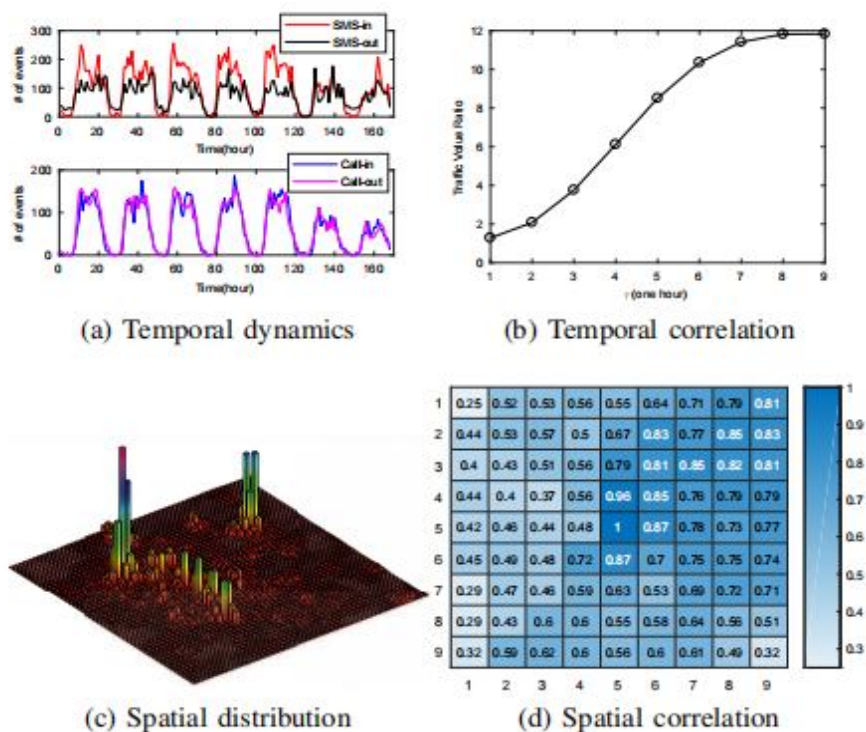 300
200
100
0
# of events
SMS-in
SMS-out
0 20 40 60 80 100 120 140 160
Time(hour)
200
100
0
# of events
Call-in
Call-out
0 20 40 60 80 100 120 140 160
Time(hour)
(a) Temporal dynamics
12
10
8
6
4
2
0
Traffic Value Ratio
1 2 3 4 5 6 7 8 9
τ (one hour)
(b) Temporal correlation
(c) Spatial distribution
1 0.25 0.52 0.53 0.56 0.55 0.64 0.71 0.79 0.81
2 0.44 0.53 0.57 0.5 0.67 0.83 0.77 0.85 0.83
3 0.4 0.43 0.51 0.56 0.79 0.81 0.85 0.82 0.81
4 0.44 0.4 0.37 0.56 0.96 0.85 0.76 0.79 0.79
5 0.42 0.46 0.44 0.48 1 0.87 0.78 0.73 0.77
6 0.45 0.49 0.48 0.72 0.87 0.7 0.75 0.75 0.74
7 0.29 0.47 0.46 0.59 0.63 0.53 0.69 0.72 0.71
8 0.29 0.43 0.6 0.6 0.55 0.58 0.64 0.56 0.51
9 0.32 0.59 0.62 0.6 0.56 0.6 0.61 0.49 0.32
1 2 3 4 5 6 7 8 9
1
0.9
0.8
0.7
0.6
0.5
0.4
0.3
(d) Spatial correlation